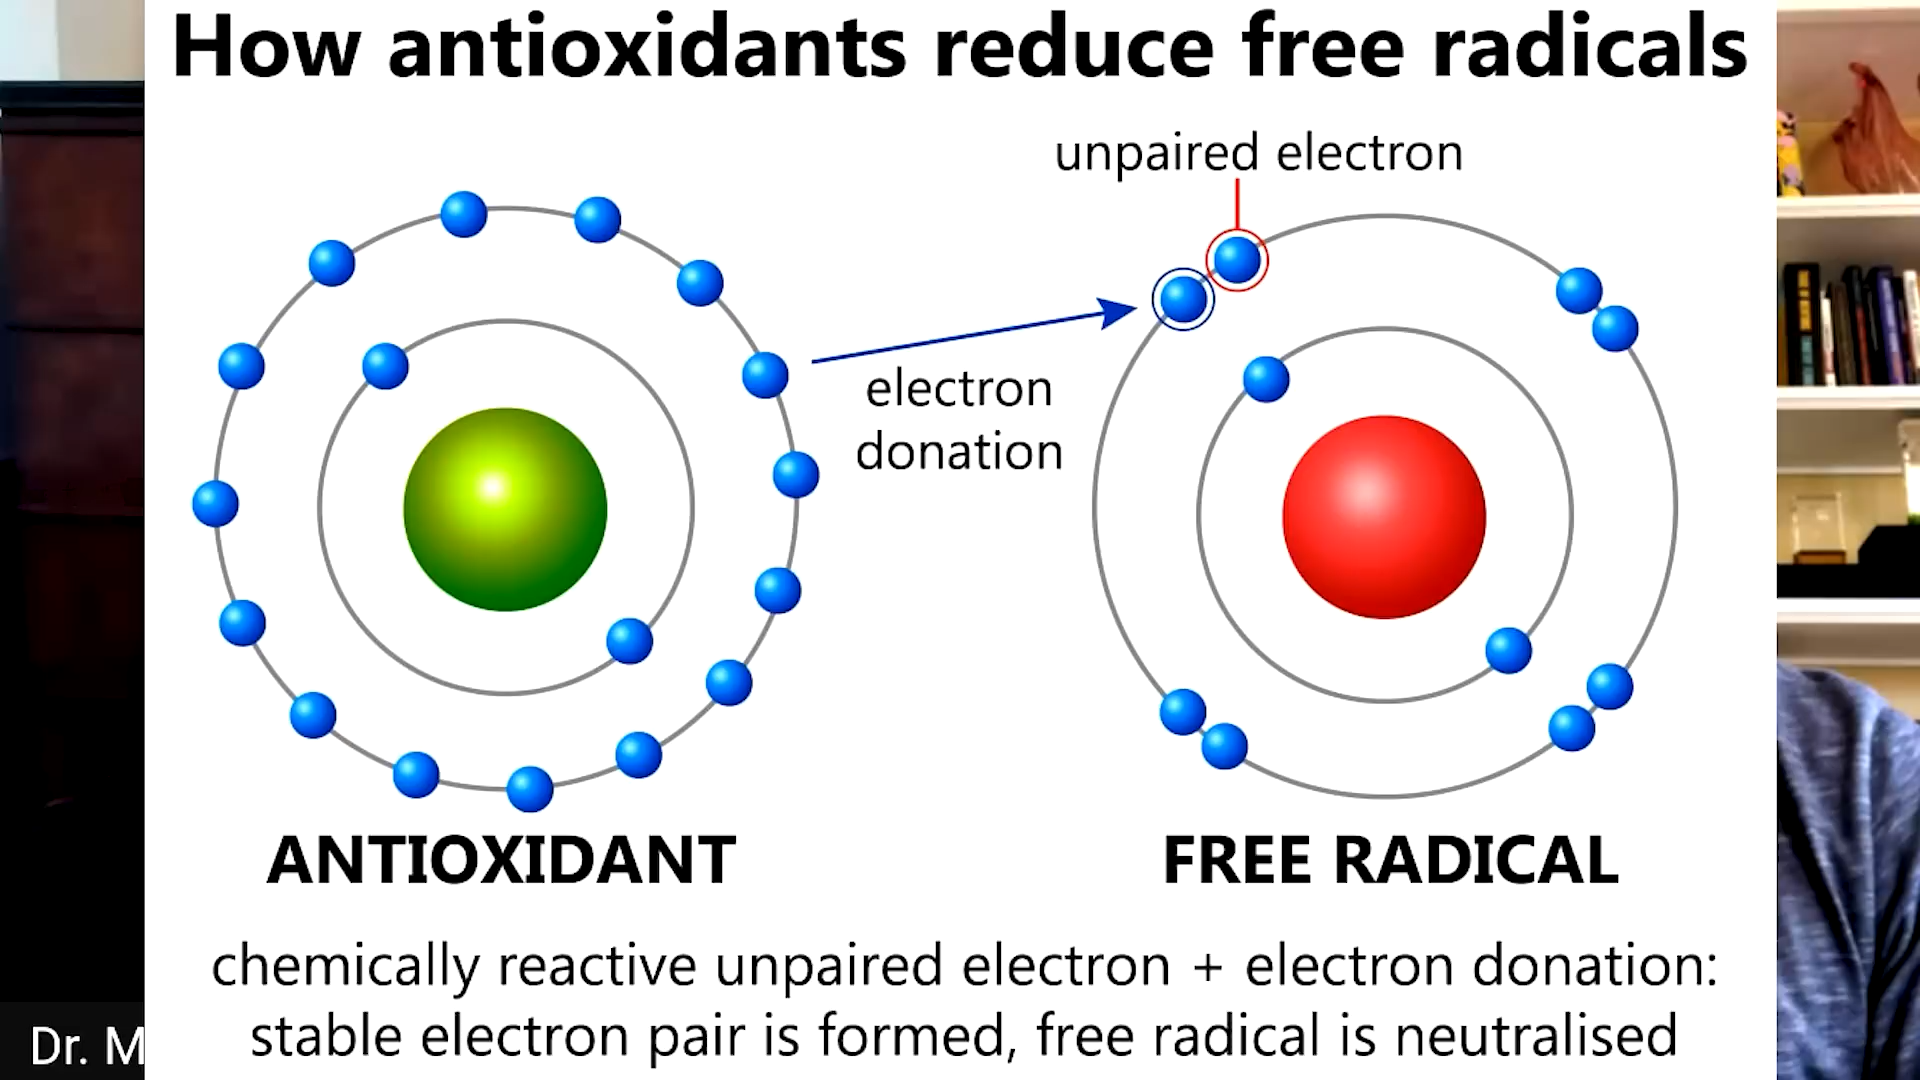 How antioxidants reduce free radicals
unpaired electron
electron
donation
ANTIOXIDANT
FREE RADICAL
chemically reactive unpaired electron + electron donation:
stable electron pair is formed, free radical is neutralised
Dr. M